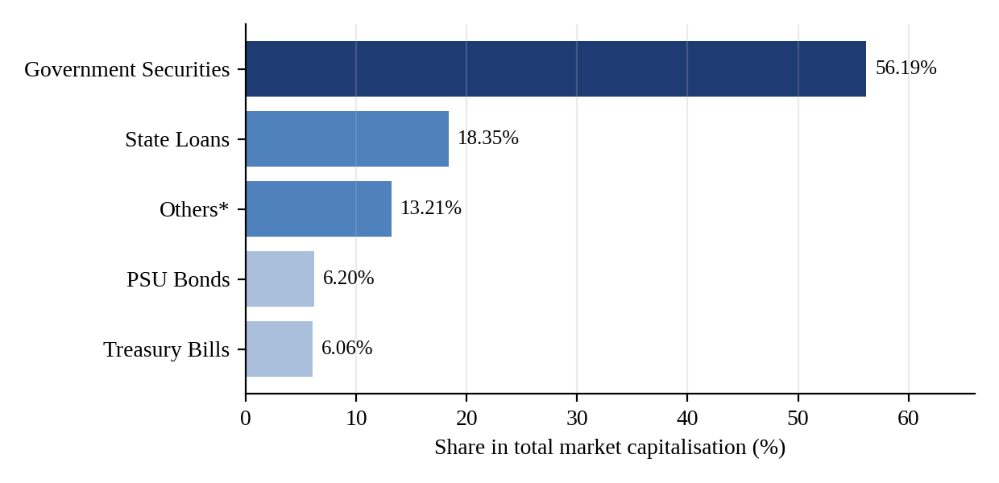 Government Securities 56.19%
State Loans 18.35%
Others* 13.21%
PSU Bonds 6.20%
Treasury Bills 6.06%
0 10 20 30 40 50 60
Share in total market capitalisation (%)